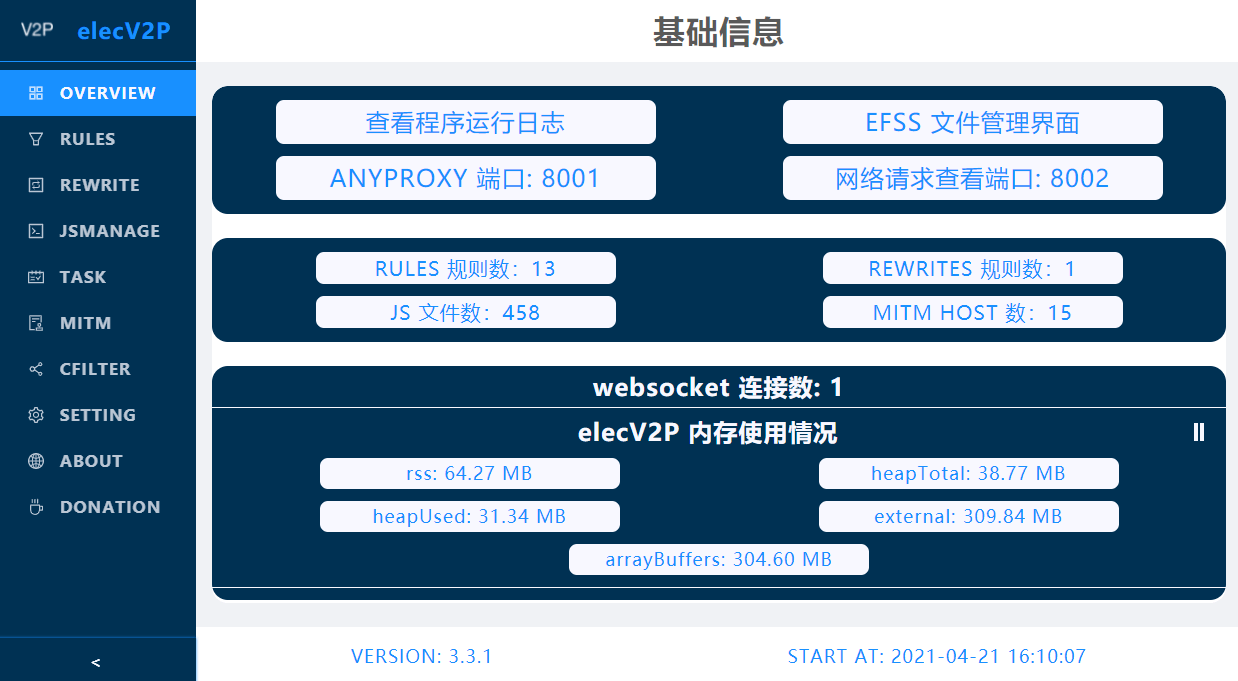 V2P elecV2P
OVERVIEW
RULES
REWRITE
JSMANAGE
TASK
MITM
CFILTER
SETTING
ABOUT
DONATION
<
基础信息
查看程序运行日志
EFSS 文件管理界面
ANYPROXY 端口: 8001
网络请求查看端口: 8002
RULES 规则数：13
REWRITES 规则数：1
JS 文件数：458
MITM HOST 数：15
websocket 连接数: 1
elecV2P 内存使用情况
rss: 64.27 MB
heapTotal: 38.77 MB
heapUsed: 31.34 MB
external: 309.84 MB
arrayBuffers: 304.60 MB
VERSION: 3.3.1
START AT: 2021-04-21 16:10:07